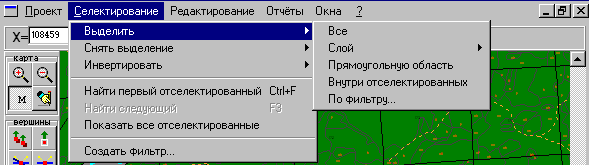 Проект Селектирование Редактирование Отчёты Окна ?
X= 108459
карта
М
вершины
Выделить
Снять выделение
Инвертировать
Найти первый отселектированный Ctrl+F
Найти следующий F3
Показать все отселектированные
Создать фильтр...
Все
Слой
Прямоугольную область
Внутри отселектированных
По фильтру...